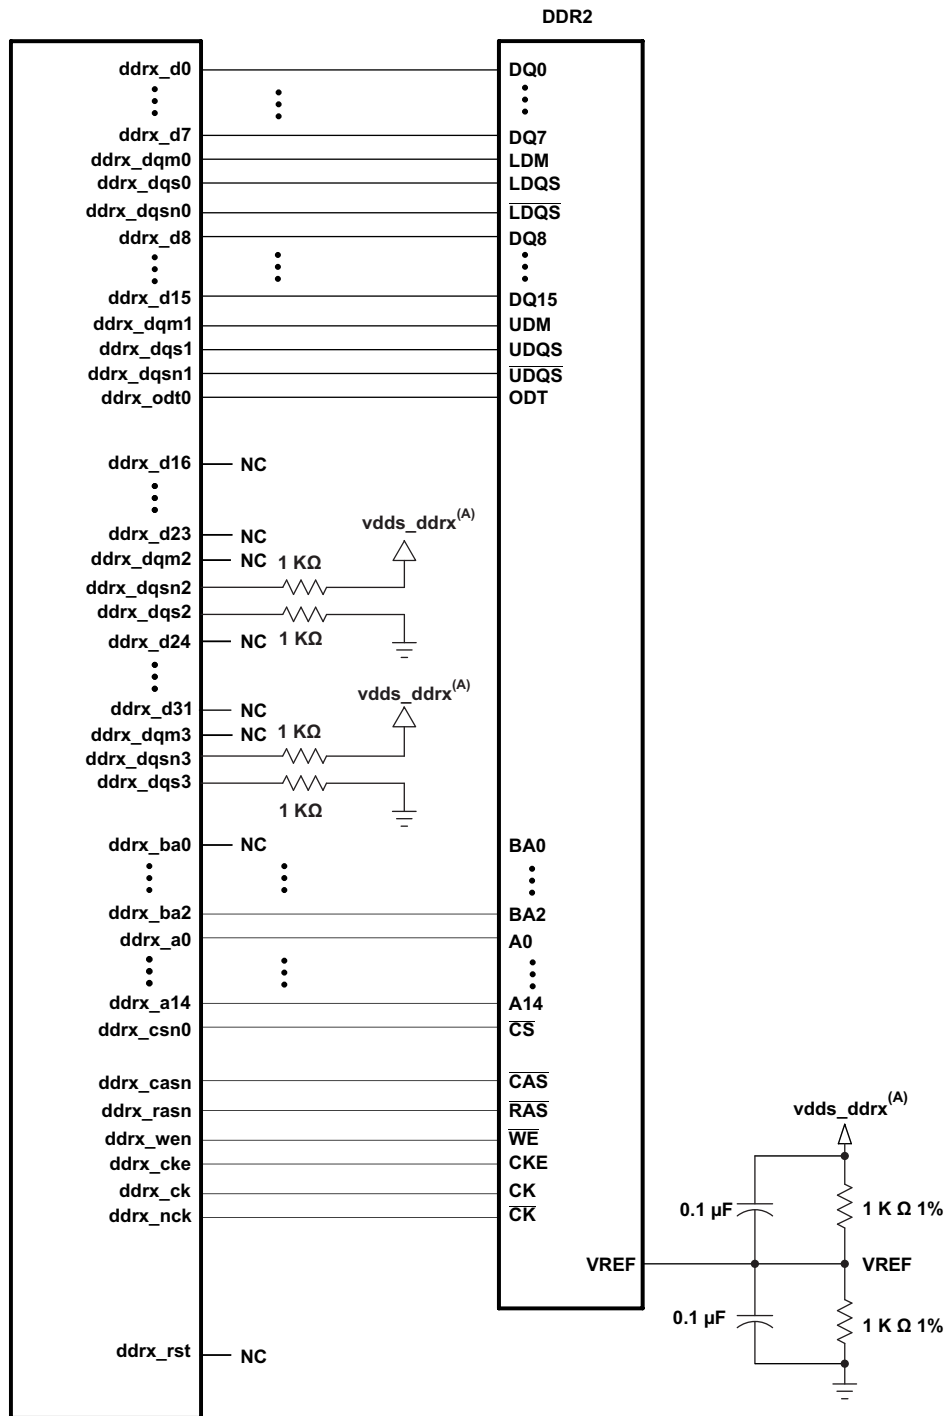 DDR2
ddrx_d0 DQ0
ddrx_d7 DQ7
ddrx_dqm0 LDM
ddrx_dqs0 LDQS
ddrx_dqsn0 LDQS
ddrx_d8 DQ8
ddrx_d15 DQ15
ddrx_dqm1 UDM
ddrx_dqs1 UDQS
ddrx_dqsn1 UDQS
ddrx_odt0 ODT
ddrx_d16 NC
vdds_ddrx(A)
ddrx_d23 NC
ddrx_dqm2 NC 1 KΩ
ddrx_dqsn2
ddrx_dqs2
ddrx_d24 NC 1 KΩ
vdds_ddrx(A)
ddrx_d31 NC
ddrx_dqm3 NC 1 KΩ
ddrx_dqsn3
ddrx_dqs3
1 KΩ
ddrx_ba0 NC BA0
ddrx_ba2 BA2
ddrx_a0 A0
ddrx_a14 A14
ddrx_csn0 CS
ddrx_casn CAS
ddrx_rasn RAS
vdds_ddrx(A)
ddrx_wen WE
ddrx_cke CKE
ddrx_ck CK
0.1 µF 1 K Ω 1%
ddrx_nck CK
VREF VREF
0.1 µF 1 K Ω 1%
ddrx_rst NC